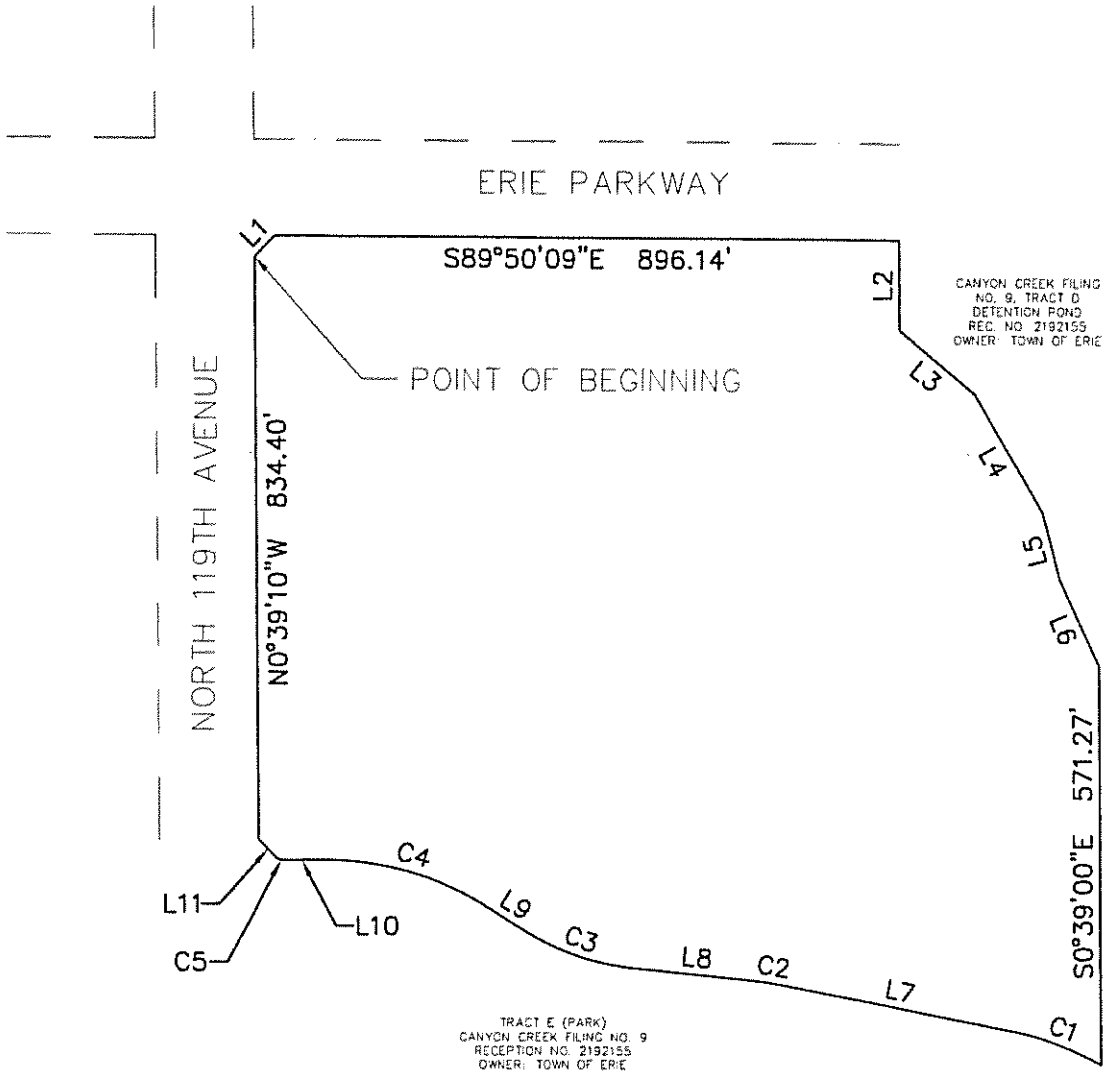 ERIE PARKWAY
L1
S89°50'09"E 896.14'
L2
CANYON CREEK FILING
NO. 9, TRACT D
DETENTION POND
REC. NO. 2192155
OWNER: TOWN OF ERIE
L3
POINT OF BEGINNING
NORTH 119TH AVENUE
N0°39'10"W 834.40'
L4
L5
L6
S0°39'00"E 571.27'
L11
C5
L10
C4
L9
C3
L8
C2
L7
C1
TRACT E (PARK)
CANYON CREEK FILING NO. 9
RECEPTION NO. 2192155
OWNER: TOWN OF ERIE